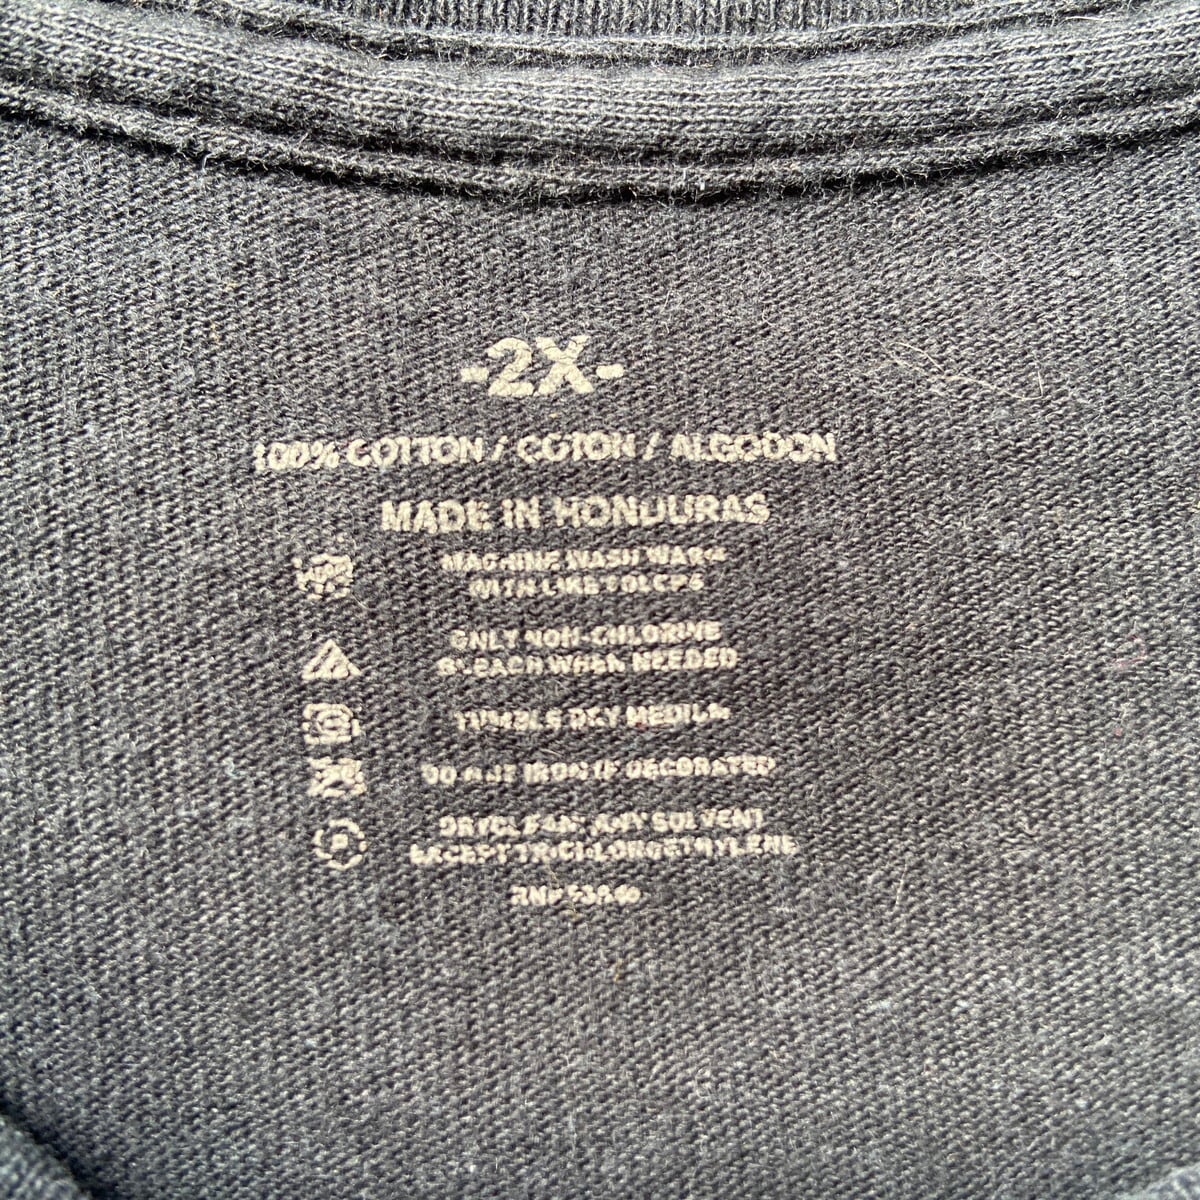 -2X-
100% COTTON / COTON / ALGODON
MADE IN HONDURAS
MACHINE WASH WARM
WITH LIKE COLORS
ONLY NON-CHLORINE
BLEACH WHEN NEEDED
TUMBLE DRY MEDIUM
DO NOT IRON IF DECORATED
DRYCLEAN ANY SOLVENT
EXCEPT TRICHLOROETHYLENE
RN#